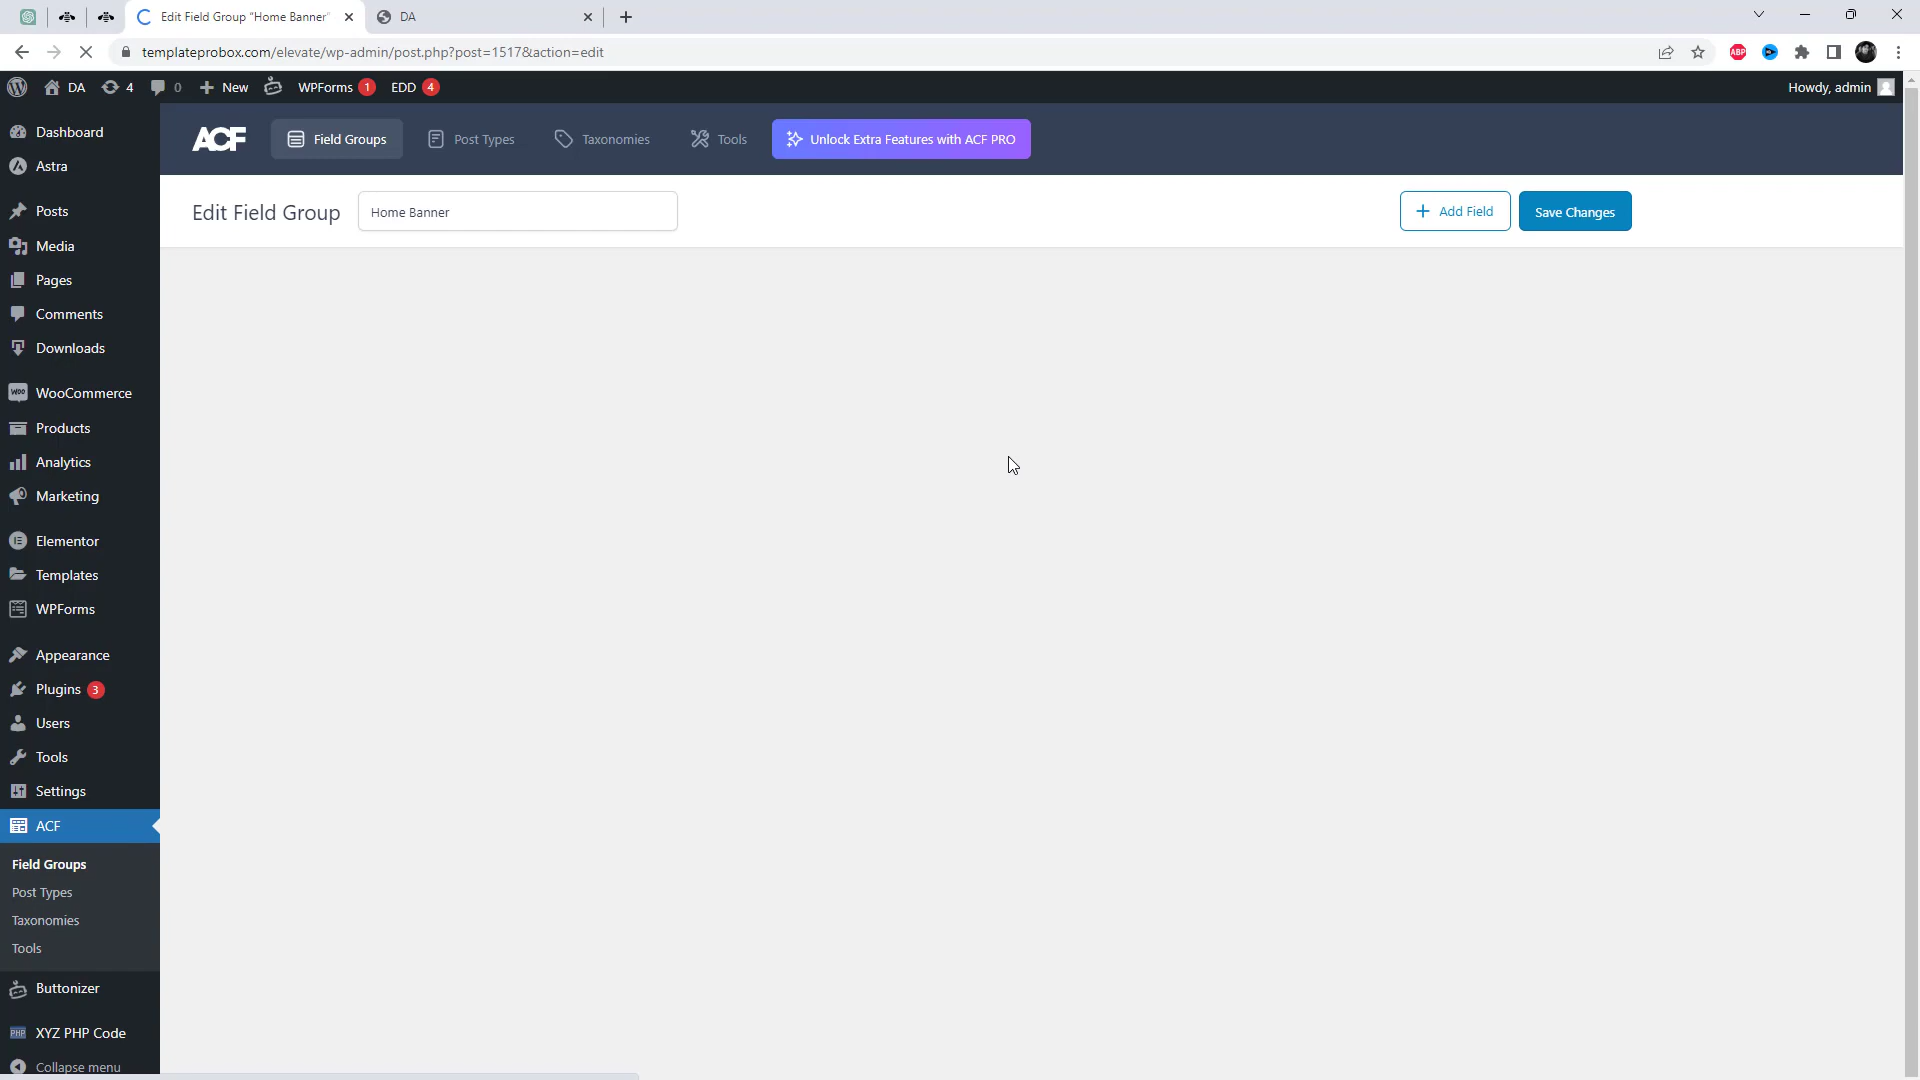 Edit Field Group "Home Banner"
DA
templateprobox.com/elevate/wp-admin/post.php?post=1517&action=edit
ABP
DA
4
0
New
WPForms 1
EDD 4
Howdy, admin
Dashboard
Astra
Posts
Media
Pages
Comments
Downloads
WooCommerce
Products
Analytics
Marketing
Elementor
Templates
WPForms
Appearance
Plugins 3
Users
Tools
Settings
ACF
Field Groups
Post Types
Taxonomies
Tools
Buttonizer
PHP XYZ PHP Code
Collapse menu
ACF
Field Groups
Post Types
Taxonomies
Tools
Unlock Extra Features with ACF PRO
Edit Field Group
Home Banner
Add Field
Save Changes